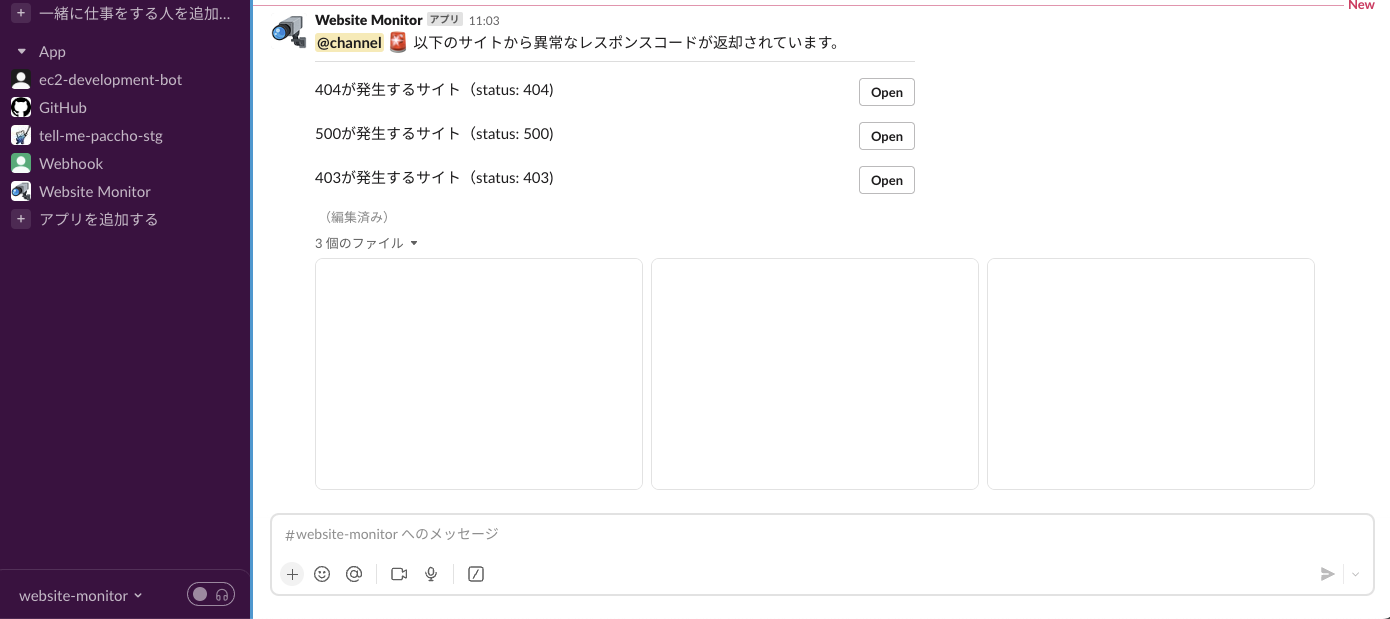 一緒に仕事をする人を追加...
App
ec2-development-bot
GitHub
tell-me-paccho-stg
Webhook
Website Monitor
アプリを追加する
website-monitor
New
Website Monitor アプリ 11:03
@channel 以下のサイトから異常なレスポンスコードが返却されています。
404が発生するサイト（status: 404) Open
500が発生するサイト（status: 500) Open
403が発生するサイト（status: 403) Open
（編集済み）
3 個のファイル
#website-monitor へのメッセージ